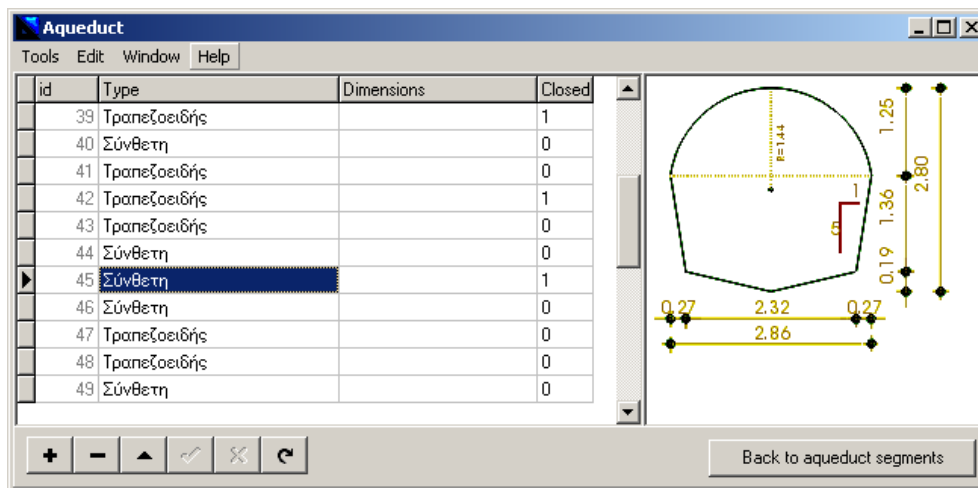 Aqueduct
Tools Edit Window Help
id Type Dimensions Closed
39 Τραπεζοειδής 1
40 Σύνθετη 0
41 Τραπεζοειδής 0
42 Τραπεζοειδής 1
43 Τραπεζοειδής 0
44 Σύνθετη 0
45 Σύνθετη 1
46 Σύνθετη 0
47 Τραπεζοειδής 0
48 Τραπεζοειδής 0
49 Σύνθετη 0
R=1.44
1.25
2.80
1
5
1.36
0.19
0.27 2.32 0.27
2.86
Back to aqueduct segments